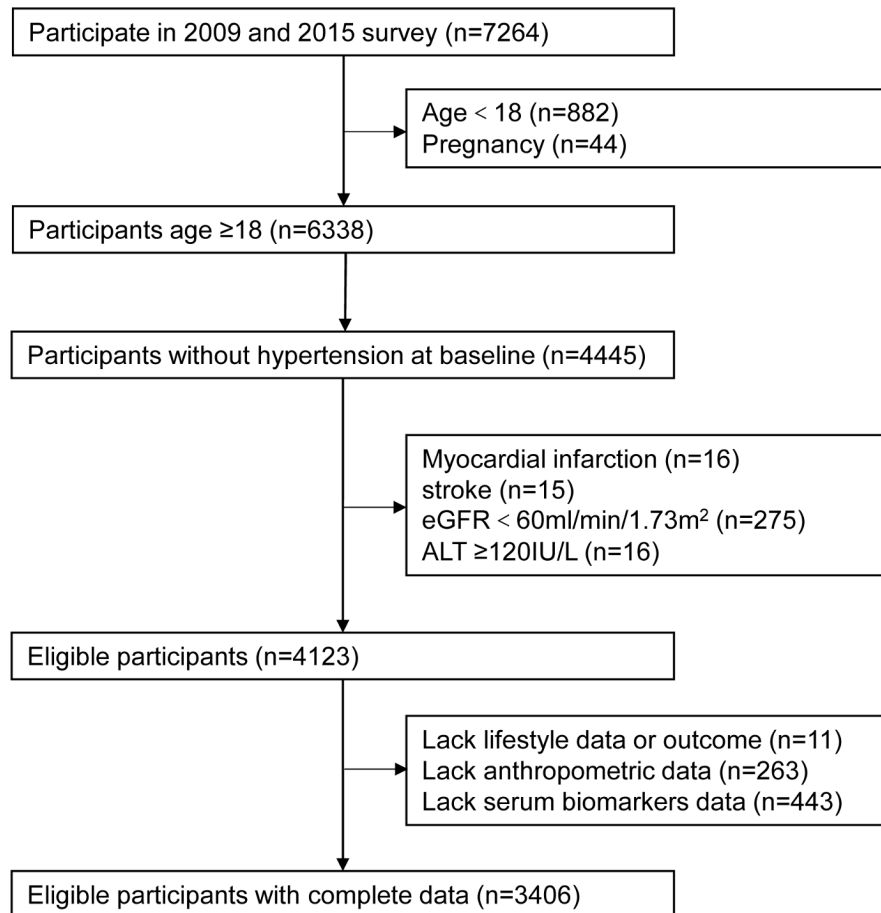 Participate in 2009 and 2015 survey (n=7264)
Age < 18 (n=882)
Pregnancy (n=44)
Participants age ≥18 (n=6338)
Participants without hypertension at baseline (n=4445)
Myocardial infarction (n=16)
stroke (n=15)
eGFR < 60ml/min/1.73m² (n=275)
ALT ≥120IU/L (n=16)
Eligible participants (n=4123)
Lack lifestyle data or outcome (n=11)
Lack anthropometric data (n=263)
Lack serum biomarkers data (n=443)
Eligible participants with complete data (n=3406)